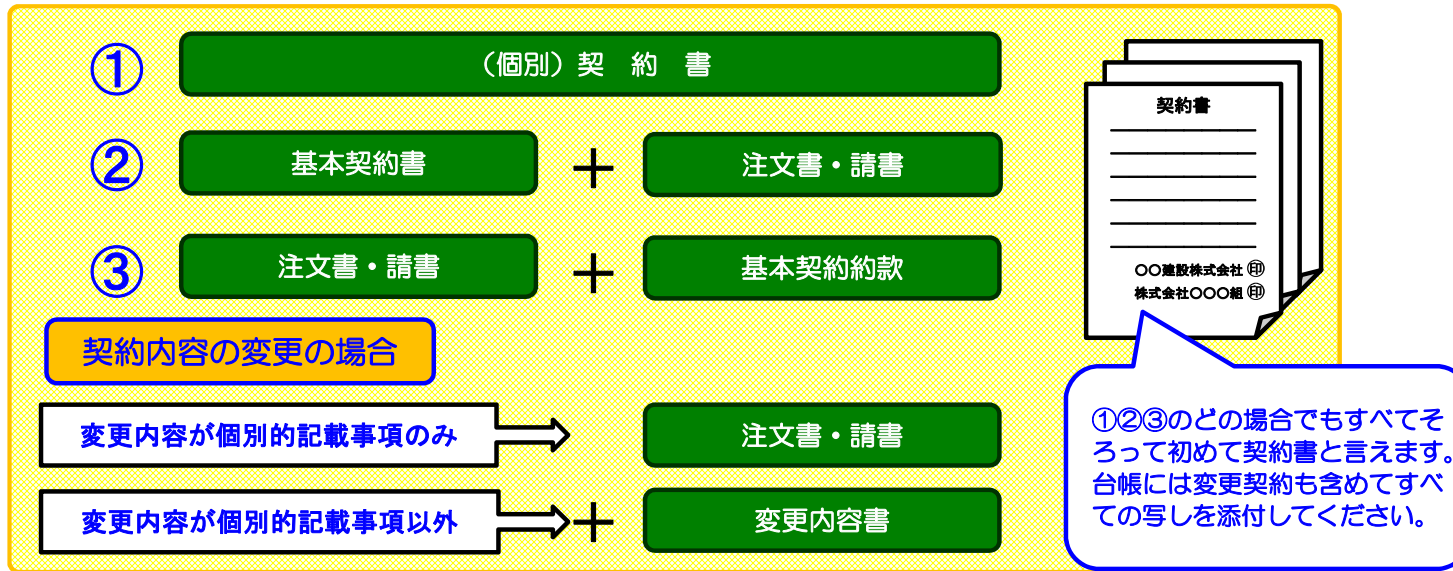 ① （個別）契　約　書
② 基本契約書 ＋ 注文書・請書
③ 注文書・請書 ＋ 基本契約約款
契約内容の変更の場合
変更内容が個別的記載事項のみ 注文書・請書
変更内容が個別的記載事項以外 ＋ 変更内容書
契約書
〇〇建設株式会社 ㊞
株式会社〇〇〇組 ㊞
①②③のどの場合でもすべてそ
ろって初めて契約書と言えます。
台帳には変更契約も含めてすべ
ての写しを添付してください。